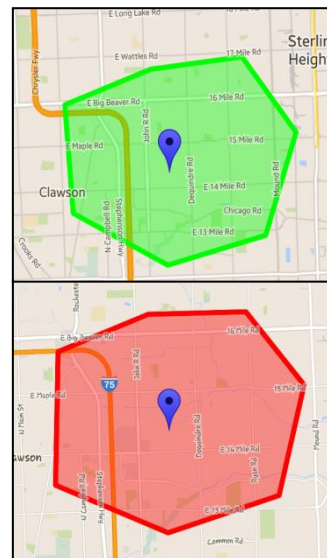 E Long Lake Rd
Chrysler Fwy
E Wattles Rd
17 Mile Rd
Sterlin
Height
E Big Beaver Rd
16 Mile Rd
John R Rd
15 Mile Rd
E Maple Rd
Dequindre Rd
Mound Rd
E 14 Mile Rd
Clawson
Stephenson Hwy
N Campbell Rd
Chicago Rd
E 13 Mile Rd
Crooks Rd
Rochester
E Big Beaver Rd
16 Mile Rd
John R Rd
75
15 Mile Rd
E Maple Rd
N Main St
Dequindre Rd
Mound Rd
awson
E 14 Mile Rd
Ryan Rd
N Campbell Rd
Stephenson Hwy
E 13 Mile Rd
Common Rd